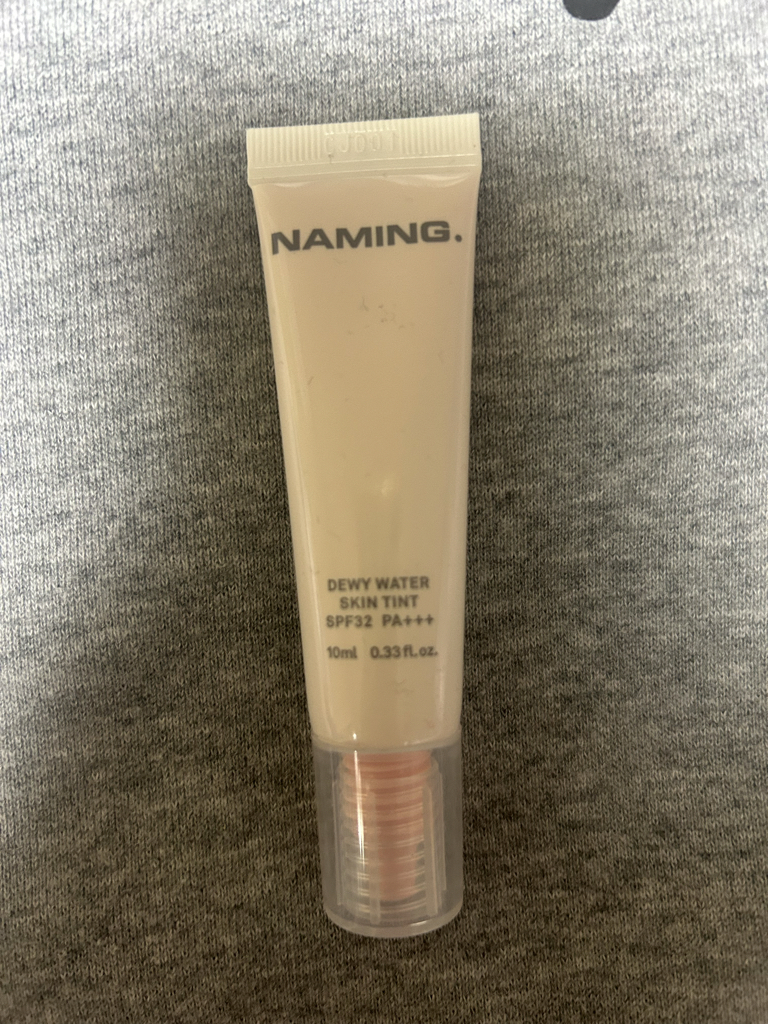 NAMING.
DEWY WATER
SKIN TINT
SPF32 PA+++
10ml 0.33 fl.oz.